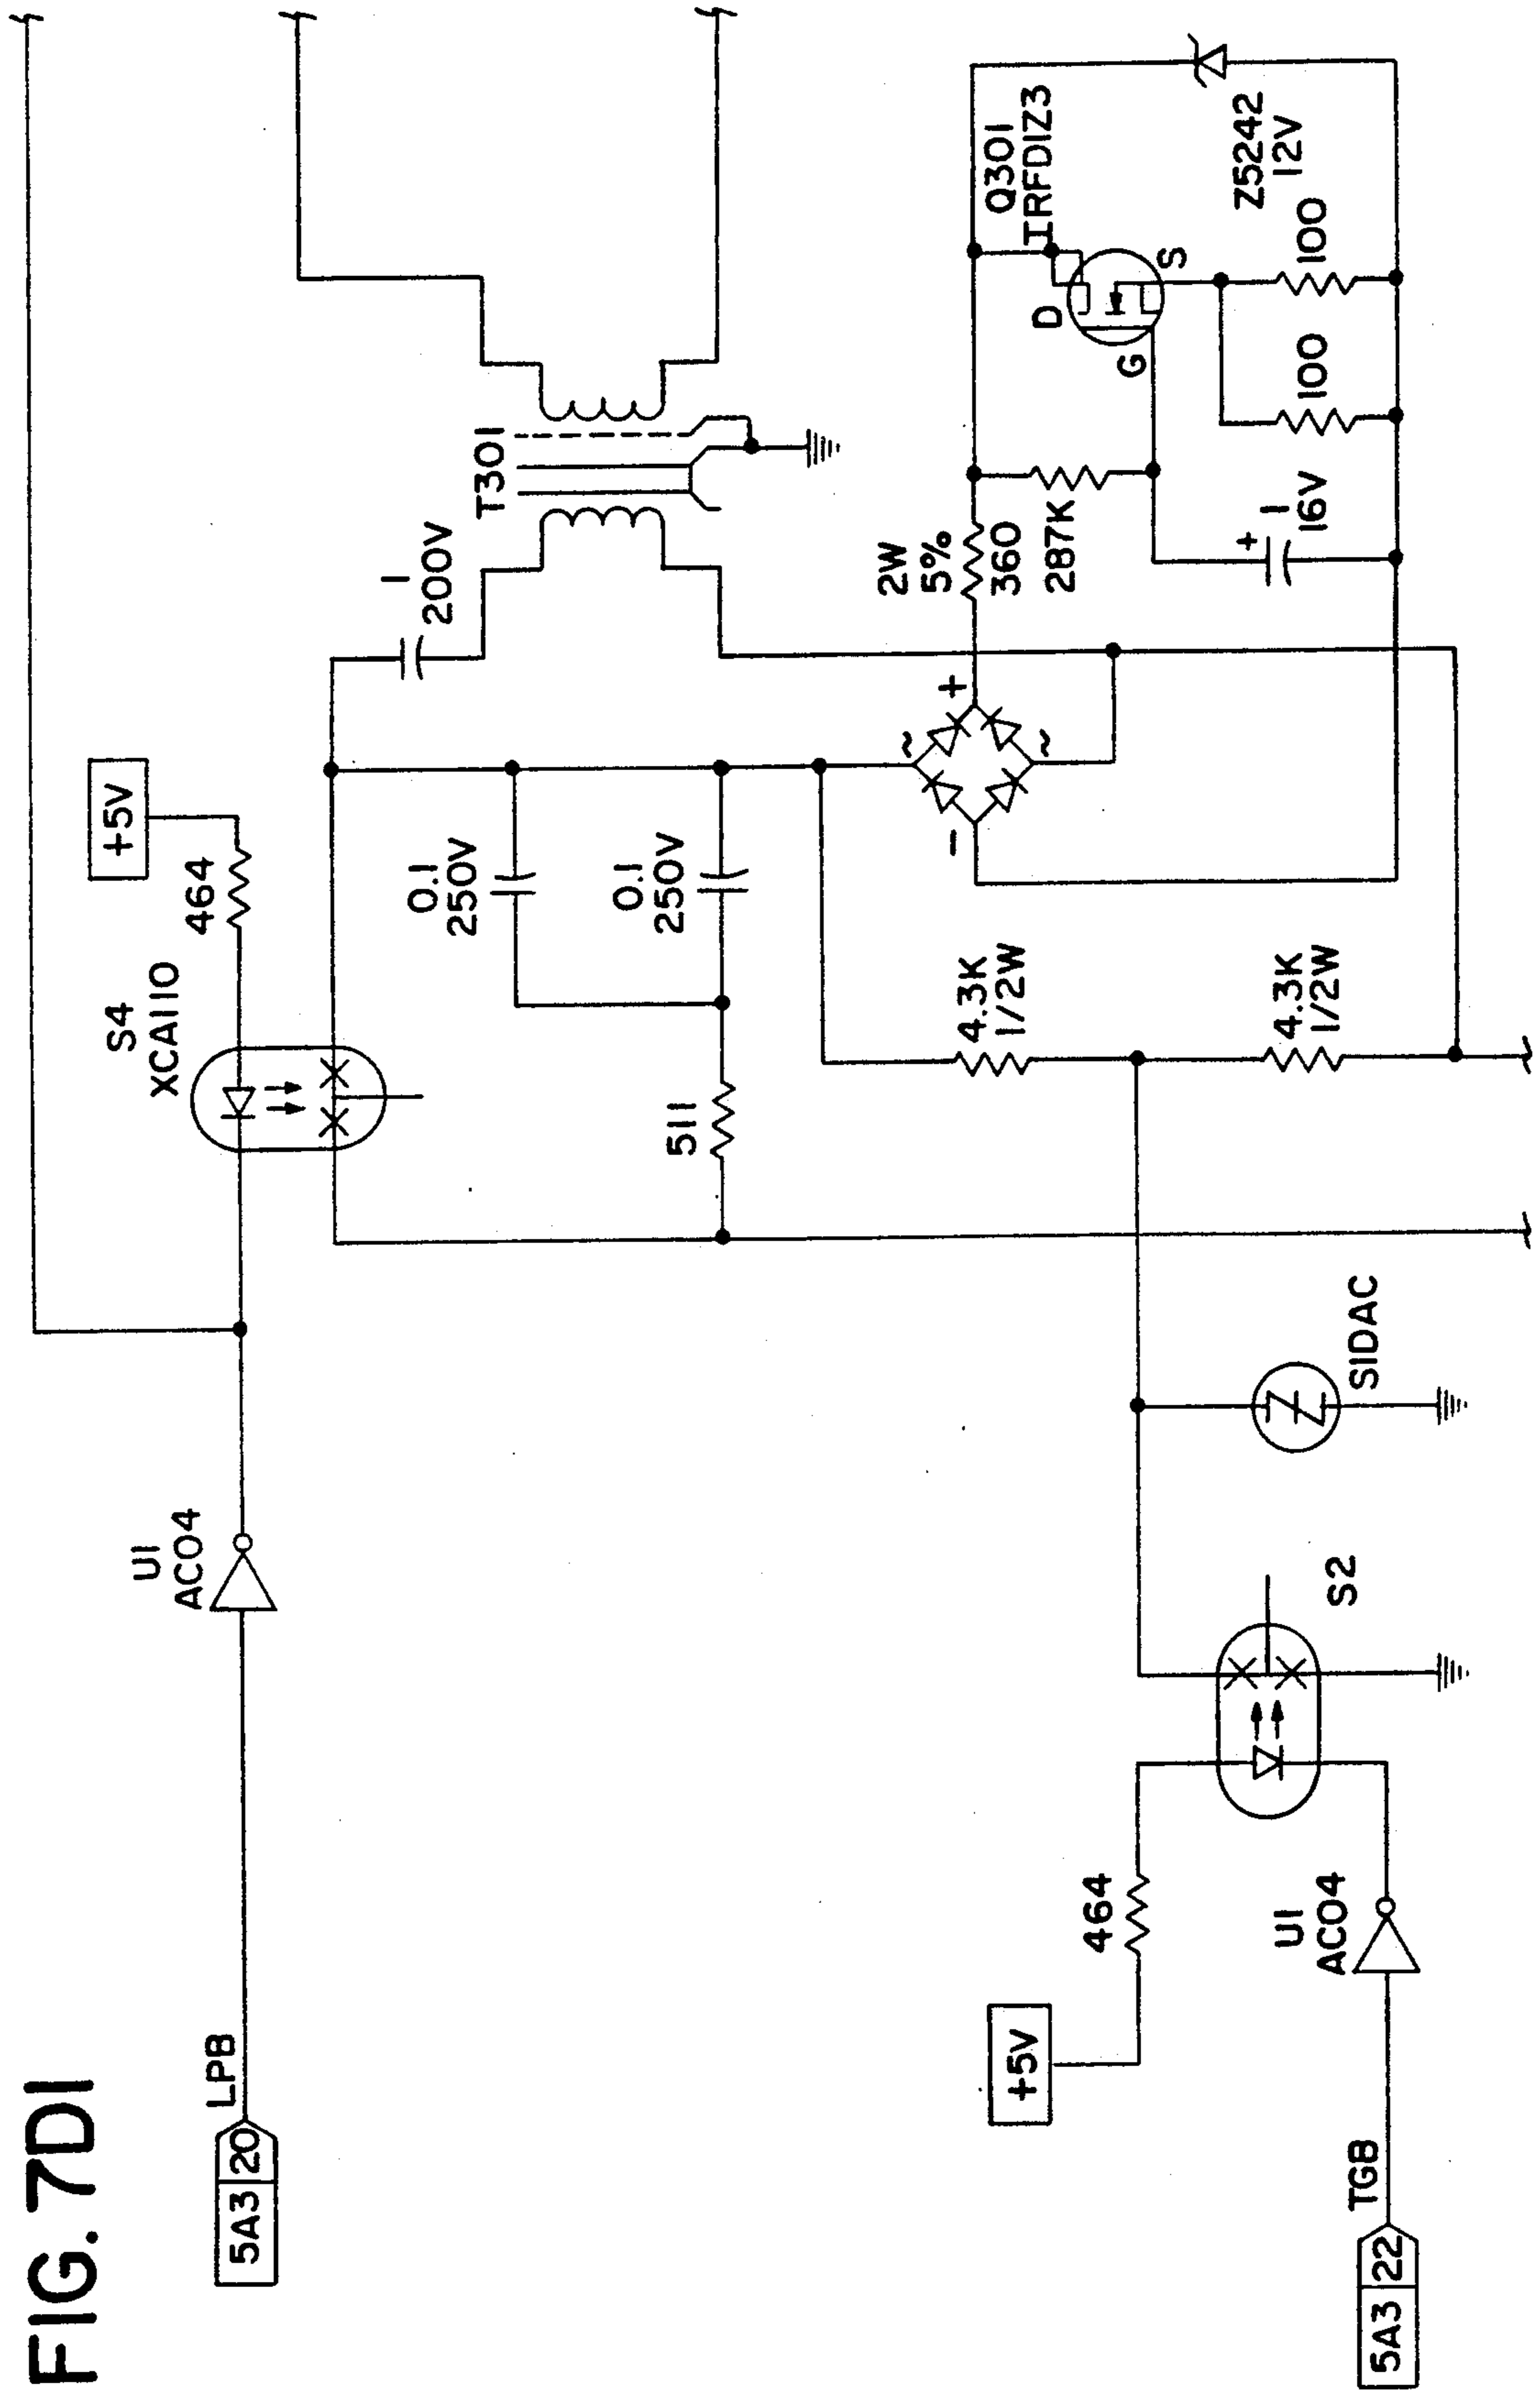 FIG. 7D1
5A3 20
LPB
U1
AC04
S4
XCA110
464
+5V
1
200V
T301
0.1
250V
0.1
250V
511
2W
5%
360
287K
Q301
IRFD1Z3
D
G
S
Z5242
12V
100
100
1
16V
+
+
-
~
~
4.3K
1/2W
4.3K
1/2W
SIDAC
S2
+5V
464
U1
AC04
5A3 22
TGB